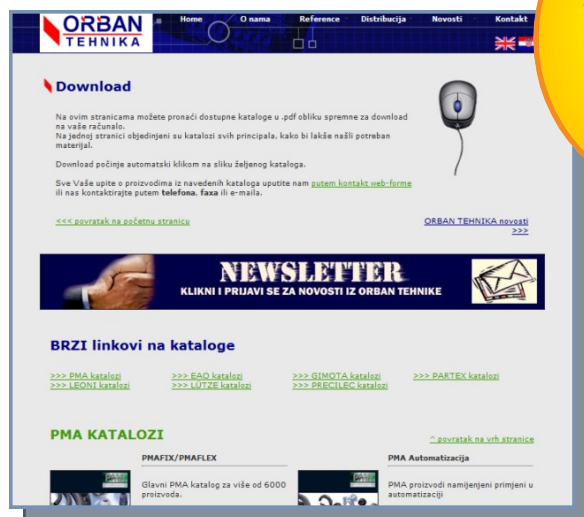 ORBAN
TEHNIKA
Home O nama Reference Distribucija Novosti Kontakt
Download
Na ovim stranicama možete pronaći dostupne kataloge u .pdf obliku spremne za download
na vaše računalo.
Na jednoj stranici objedinjeni su katalozi svih principala, kako bi lakše našli potreban
materijal.
Download počinje automatski klikom na sliku željenog kataloga.
Sve Vaše upite o proizvodima iz navedenih kataloga uputite nam putem kontakt web-forme
ili nas kontaktirajte putem telefona, faxa ili e-maila.
<<< povratak na početnu stranicu
ORBAN TEHNIKA novosti
>>>
NEWSLETTER
KLIKNI I PRIJAVI SE ZA NOVOSTI IZ ORBAN TEHNIKE
BRZI linkovi na kataloge
>>> PMA katalozi >>> EAO katalozi >>> GIMOTA katalozi >>> PARTEX katalozi
>>> LEONI katalozi >>> LÜTZE katalozi >>> PRECILEC katalozi
PMA KATALOZI
^ povratak na vrh stranice
PMAFIX/PMAFLEX
Glavni PMA katalog za više od 6000
proizvoda.
PMA Automatizacija
PMA proizvodi namijenjeni primjeni u
automatizaciji